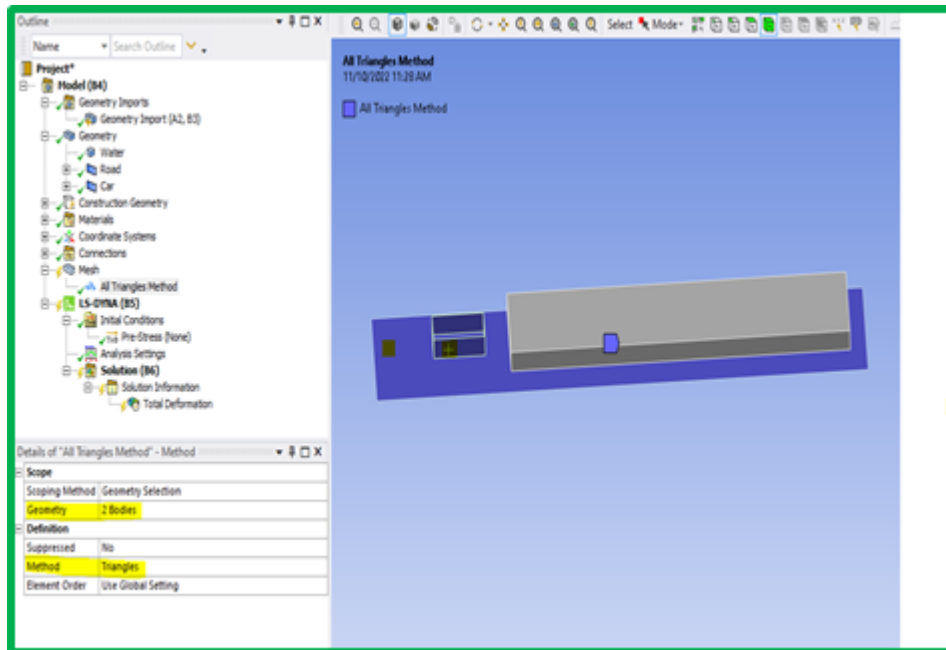 Outline
Name
Search Outline
Project*
Model (B4)
Geometry Imports
Geometry Import (A2, B3)
Geometry
Water
Road
Car
Construction Geometry
Materials
Coordinate Systems
Connections
Mesh
All Triangles Method
LS-DYNA (B5)
Initial Conditions
Pre-Stress (None)
Analysis Settings
Solution (B6)
Solution Information
Total Deformation
Details of "All Triangles Method" - Method
Scope
Scoping Method Geometry Selection
Geometry 2 Bodies
Definition
Suppressed No
Method Triangles
Element Order Use Global Setting
Select Mode
All Triangles Method
11/10/2022 11:28 AM
All Triangles Method